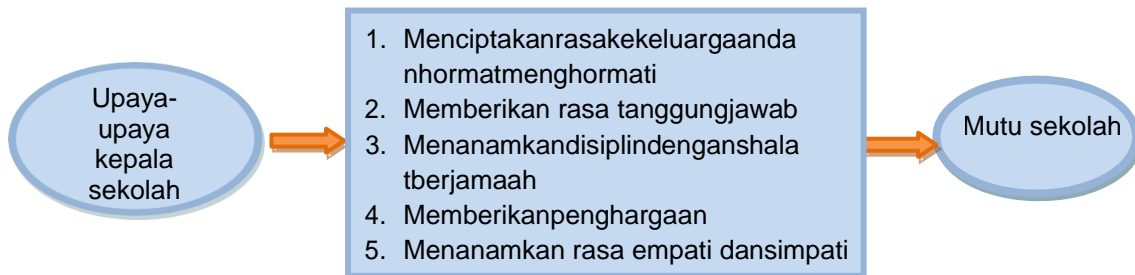 Upaya-
upaya
kepala
sekolah
1. Menciptakanrasakekeluargaanda
nhormatmenghormati
2. Memberikan rasa tanggungjawab
3. Menanamkandisiplindenganshala
tberjamaah
4. Memberikanpenghargaan
5. Menanamkan rasa empati dansimpati
Mutu sekolah